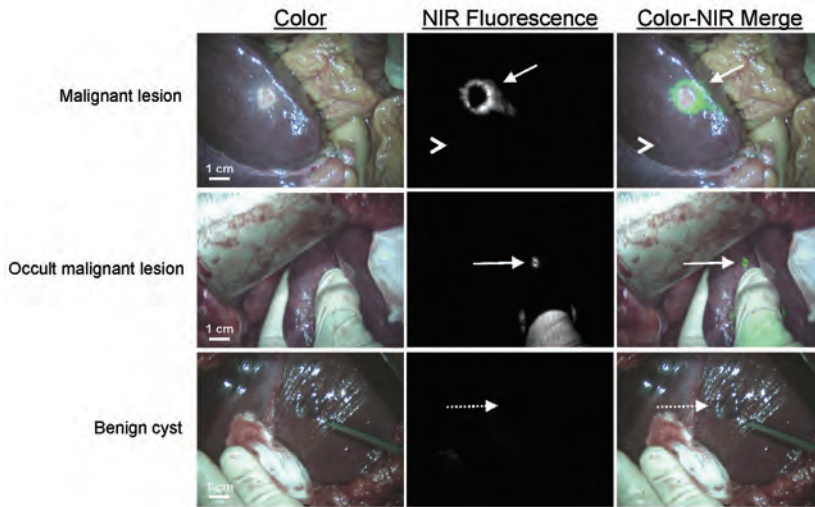 Color NIR Fluorescence Color-NIR Merge
Malignant lesion
1 cm
Occult malignant lesion
1 cm
Benign cyst
1 cm